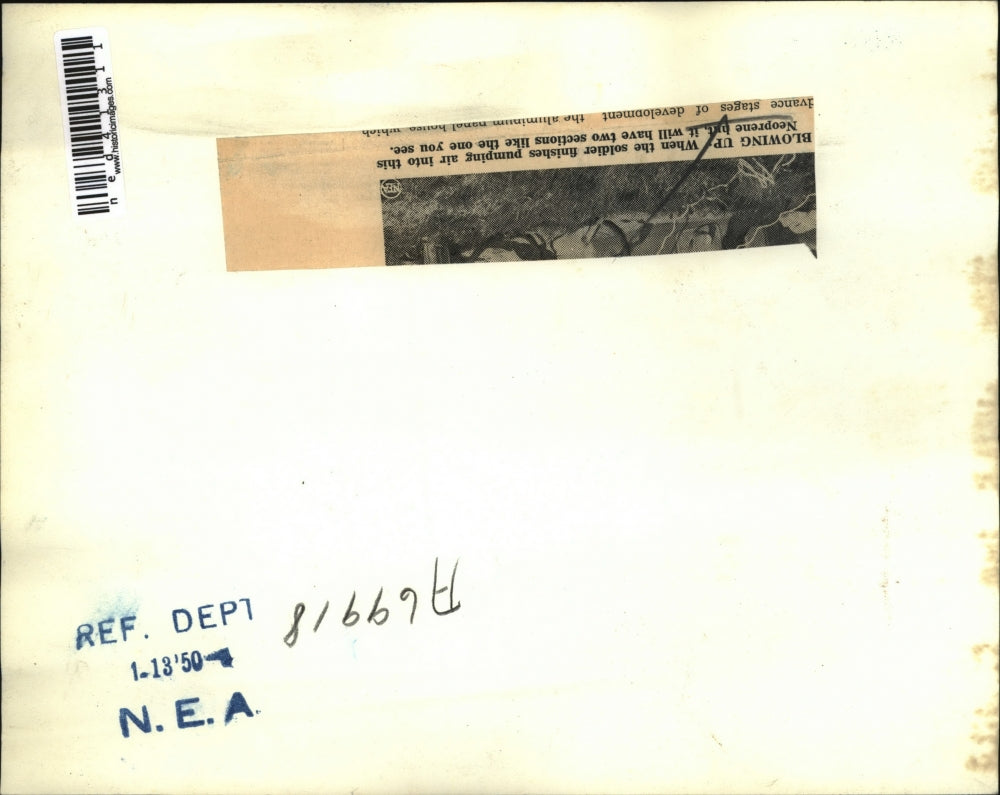 ned41311
www.historicimages.com
BLOWING UP. When the soldier finishes pumping air into this
Neoprene hut, it will have two sections like the one you see.
dvance stages of development the aluminum panel house which
NEA
A69918
REF. DEPT
1-13'50
N.E.A.